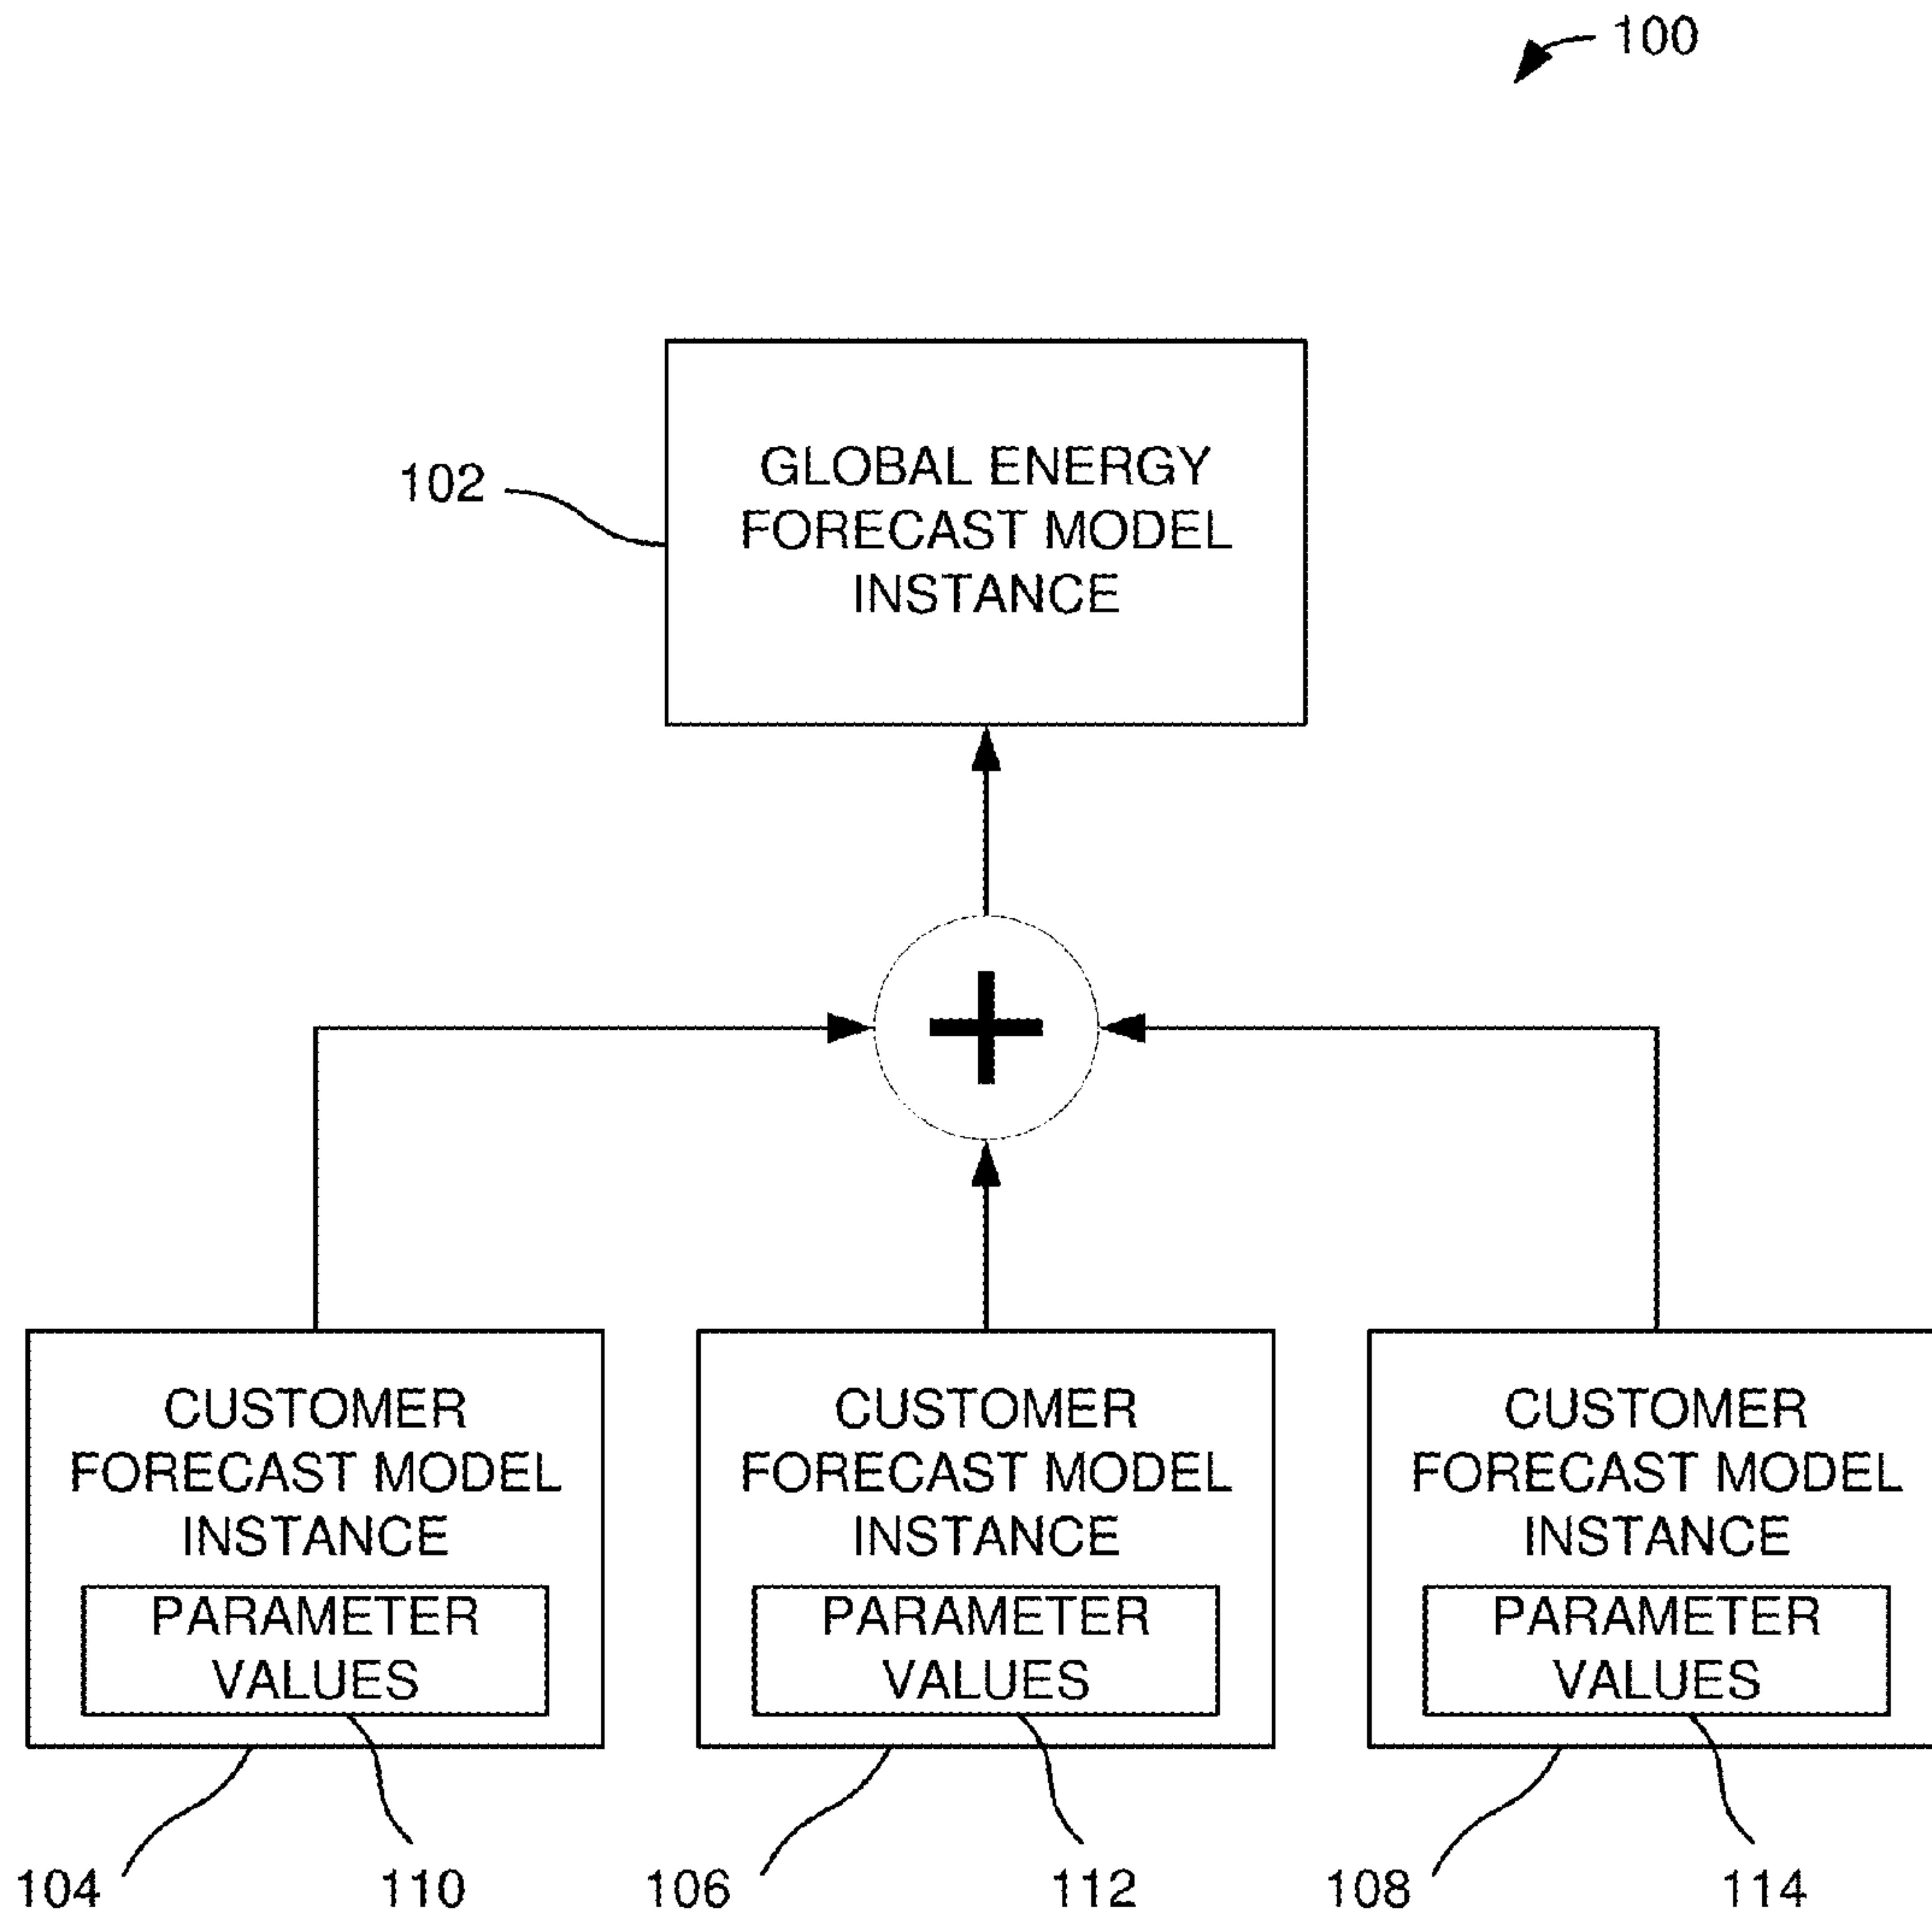 100
102
GLOBAL ENERGY
FORECAST MODEL
INSTANCE
+
CUSTOMER
FORECAST MODEL
INSTANCE
PARAMETER
VALUES
CUSTOMER
FORECAST MODEL
INSTANCE
PARAMETER
VALUES
CUSTOMER
FORECAST MODEL
INSTANCE
PARAMETER
VALUES
104
110
106
112
108
114